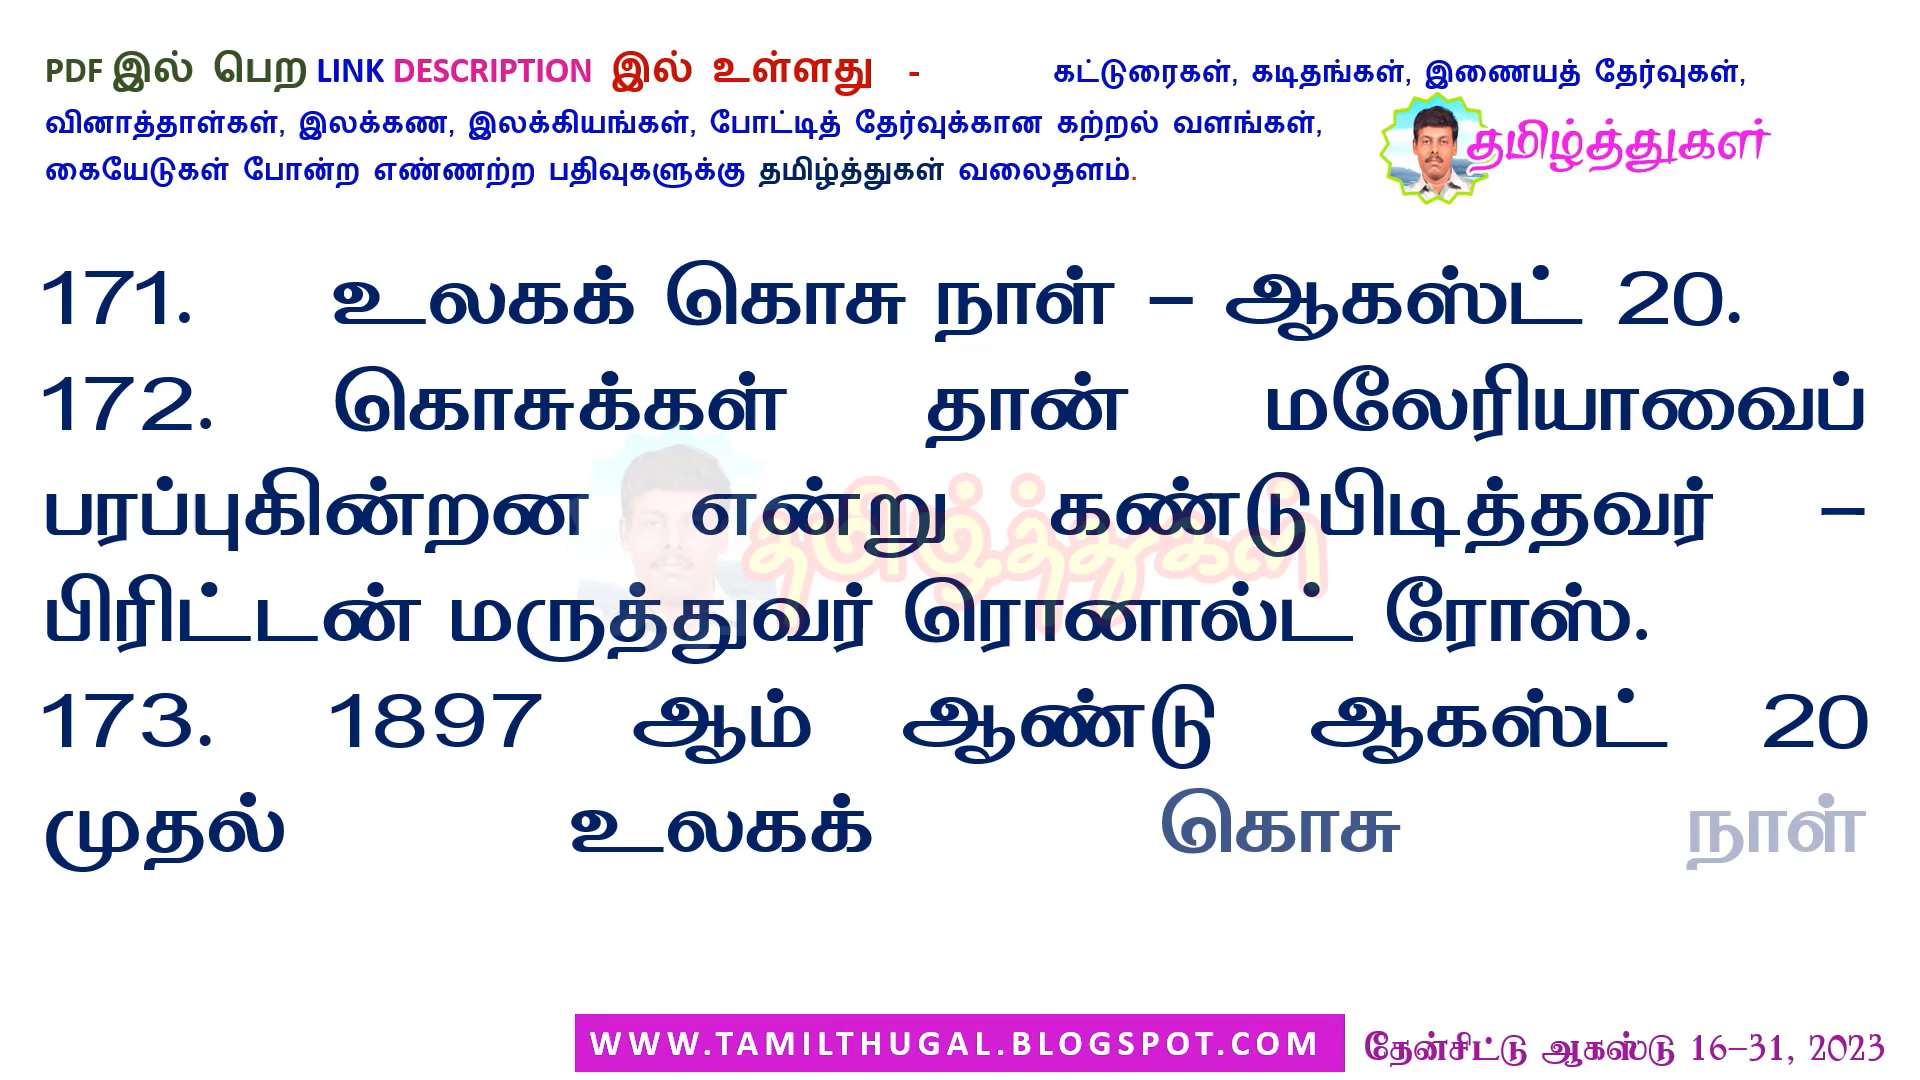 PDF இல் பெற LINK DESCRIPTION இல் உள்ளது - கட்டுரைகள், கடிதங்கள், இணையத் தேர்வுகள்,
வினாத்தாள்கள், இலக்கண, இலக்கியங்கள், போட்டித் தேர்வுக்கான கற்றல் வளங்கள்,
தமிழ்த்துகள்
கையேடுகள் போன்ற எண்ணற்ற பதிவுகளுக்கு தமிழ்த்துகள் வலைதளம்.
171. உலகக் கொசு நாள் – ஆகஸ்ட் 20.
172. கொசுக்கள் தான் மலேரியாவைப்
பரப்புகின்றன என்று கண்டுபிடித்தவர் –
தமிழ்த்துகள்
பிரிட்டன் மருத்துவர் ரொனால்ட் ரோஸ்.
173. 1897 ஆம் ஆண்டு ஆகஸ்ட் 20
முதல் உலகக் கொசு நாள்
WWW.TAMILTHUGAL.BLOGSPOT.COM
தேன்சிட்டு ஆகஸ்டு 16–31, 2023